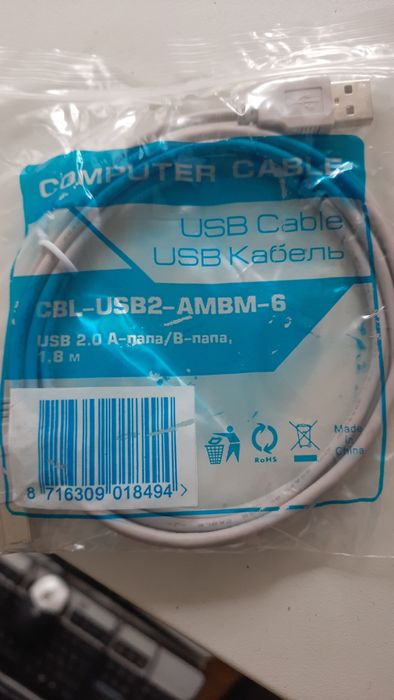 COMPUTER CABLE
USB Cable
USB Кабель
CBL-USB2-AMBM-6
USB 2.0 А-папа/В-папа,
1.8 м
8 716309 018494 >
RoHS
Made
in
China